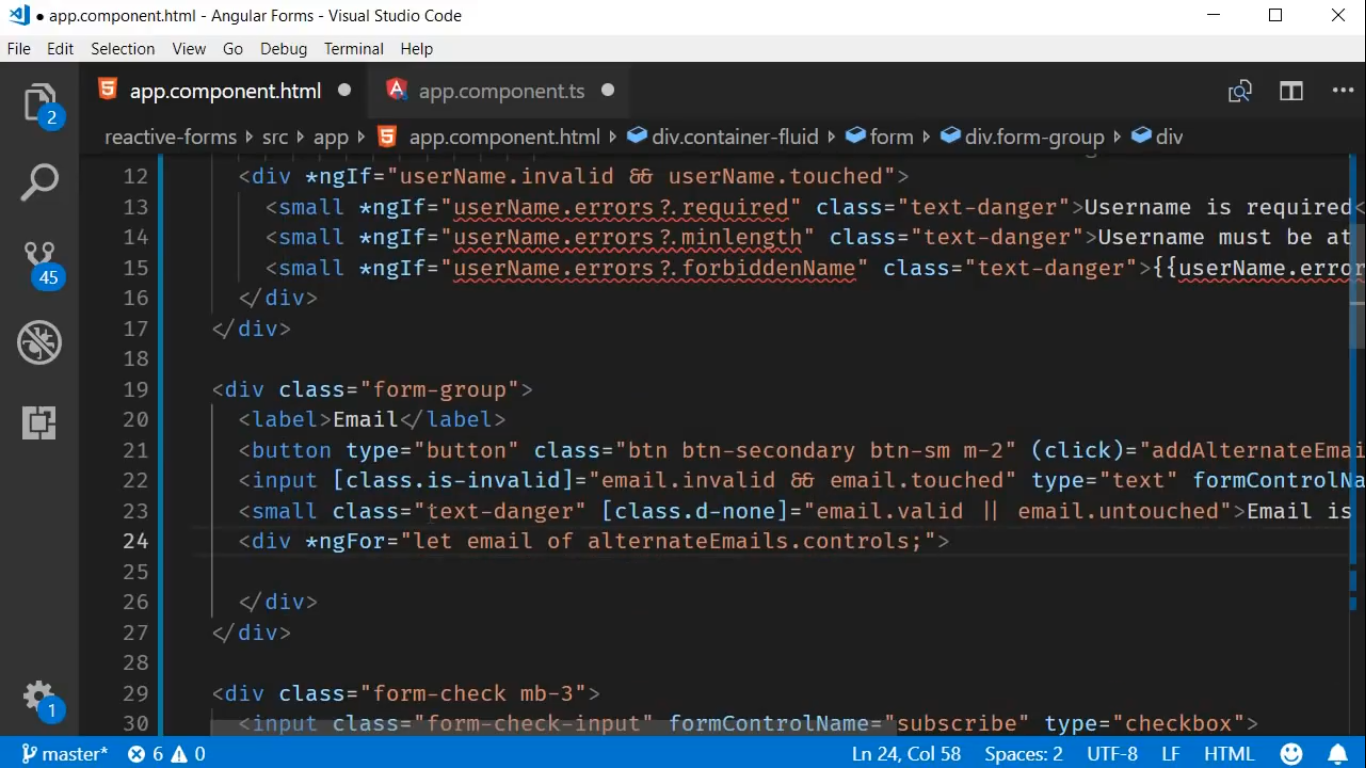 app.component.html - Angular Forms - Visual Studio Code
File Edit Selection View Go Debug Terminal Help
app.component.html app.component.ts
reactive-forms src app app.component.html div.container-fluid form div.form-group div
12 <div *ngIf="userName.invalid && userName.touched">
13 <small *ngIf="userName.errors?.required" class="text-danger">Username is required<
14 <small *ngIf="userName.errors?.minlength" class="text-danger">Username must be at
15 <small *ngIf="userName.errors?.forbiddenName" class="text-danger">{{userName.error
16 </div>
17 </div>
18
19 <div class="form-group">
20 <label>Email</label>
21 <button type="button" class="btn btn-secondary btn-sm m-2" (click)="addAlternateEmai
22 <input [class.is-invalid]="email.invalid && email.touched" type="text" formControlNa
23 <small class="text-danger" [class.d-none]="email.valid || email.untouched">Email is
24 <div *ngFor="let email of alternateEmails.controls;">
25
26 </div>
27 </div>
28
29 <div class="form-check mb-3">
30 <input class="form-check-input" formControlName="subscribe" type="checkbox">
2
45
1
master* 6 0 Ln 24, Col 58 Spaces: 2 UTF-8 LF HTML